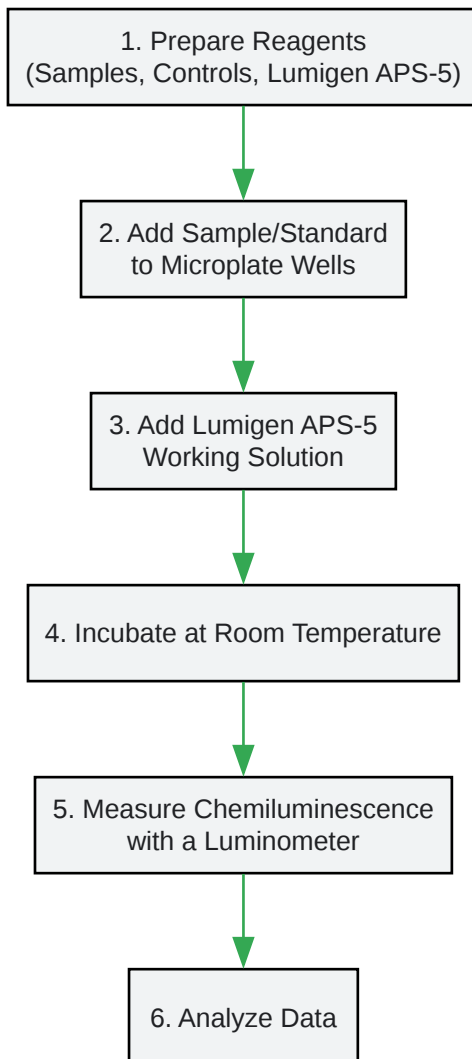 1. Prepare Reagents
(Samples, Controls, Lumigen APS-5)
2. Add Sample/Standard
to Microplate Wells
3. Add Lumigen APS-5
Working Solution
4. Incubate at Room Temperature
5. Measure Chemiluminescence
with a Luminometer
6. Analyze Data